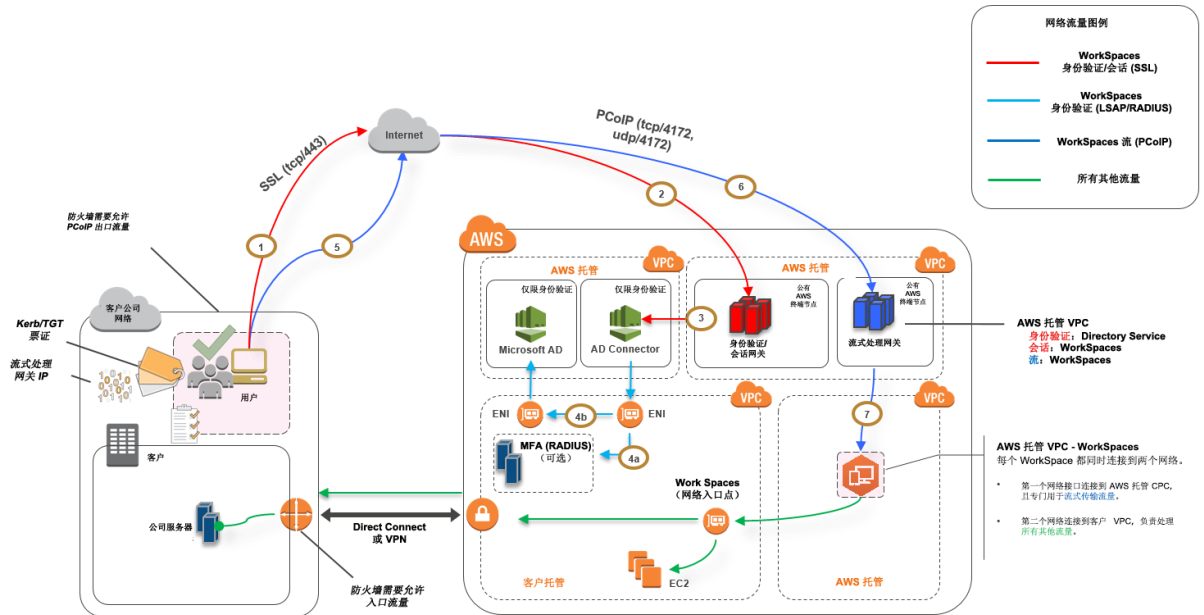 网络流量图例
WorkSpaces
身份验证/会话 (SSL)
WorkSpaces
身份验证 (LSAP/RADIUS)
WorkSpaces 流 (PCoIP)
所有其他流量
Internet
SSL (tcp/443)
PCoIP (tcp/4172,
udp/4172)
1
5
2
6
防火墙需要允许
PCoIP 出口流量
客户公司
网络
Kerb/TGT
票证
流式处理
网关 IP
用户
客户
公司服务器
Direct Connect
或 VPN
防火墙需要允许
入口流量
AWS
AWS 托管
VPC
仅限身份验证
Microsoft AD
仅限身份验证
AD Connector
3
AWS 托管
VPC
公有
AWS
终端节点
身份验证/
会话网关
公有
AWS
终端节点
流式处理网关
AWS 托管 VPC
身份验证：Directory Service
会话：WorkSpaces
流：WorkSpaces
VPC
ENI
4b
ENI
4a
MFA (RADIUS)
（可选）
Work Spaces
(网络入口点)
EC2
客户托管
VPC
7
AWS 托管
AWS 托管 VPC - WorkSpaces
每个 WorkSpace 都同时连接到两个网络。
• 第一个网络接口连接到 AWS 托管 CPC,
且专门用于流式传输流量。
• 第二个网络连接到客户 VPC, 负责处理
所有其他流量。